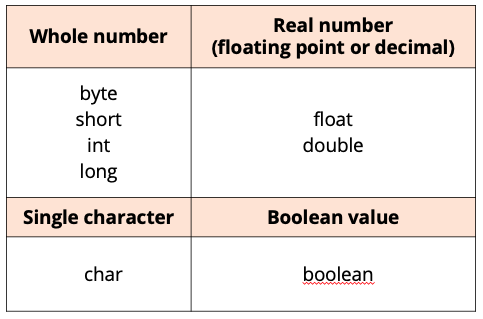 Whole number
Real number
(floating point or decimal)
byte
short
int
long
float
double
Single character
Boolean value
char
boolean